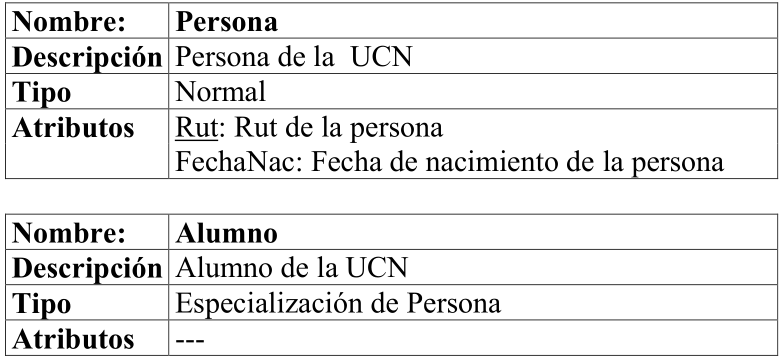 Nombre: Persona
Descripción Persona de la UCN
Tipo Normal
Atributos Rut: Rut de la persona
FechaNac: Fecha de nacimiento de la persona
Nombre: Alumno
Descripción Alumno de la UCN
Tipo Especialización de Persona
Atributos ---